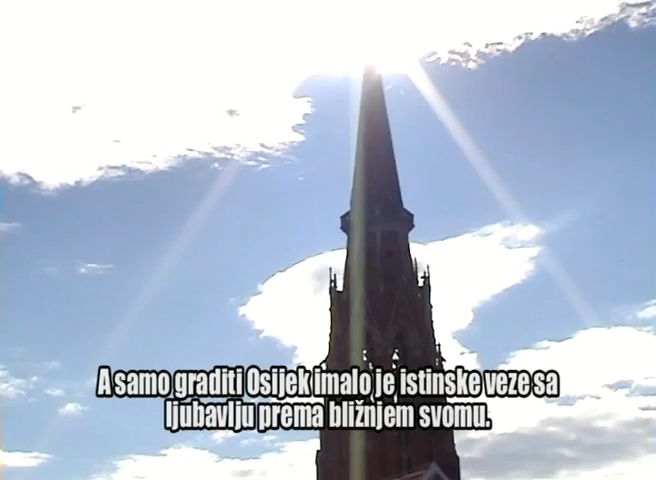 A samo graditi Osijek imalo je istinske veze sa
ljubavlju prema bližnjem svomu.